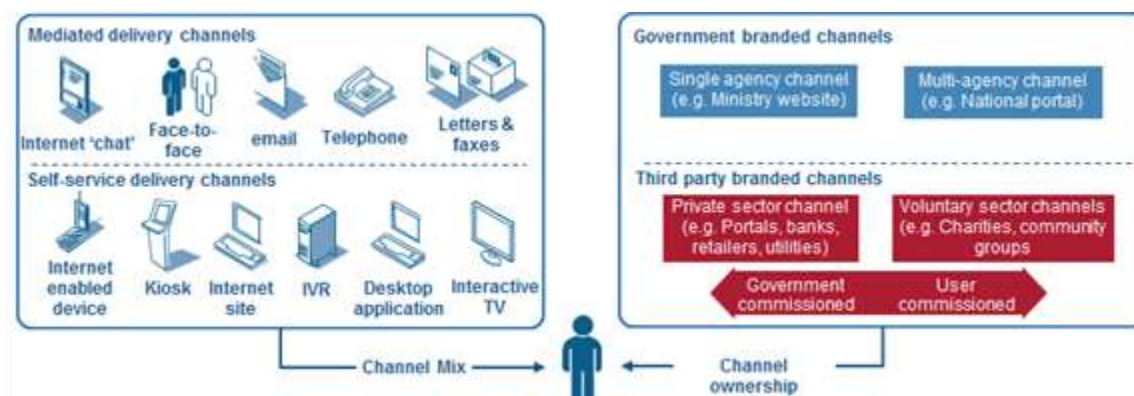 Mediated delivery channels
Internet 'chat'
Face-to-
face
email
Telephone
Letters &
faxes
Self-service delivery channels
Internet
enabled
device
Kiosk
Internet
site
IVR
Desktop
application
Interactive
TV
Government branded channels
Single agency channel
(e.g. Ministry website)
Multi-agency channel
(e.g. National portal)
Third party branded channels
Private sector channel
(e.g. Portals, banks,
retailers, utilities)
Voluntary sector channels
(e.g. Charities, community
groups
Government
commissioned
User
commissioned
Channel Mix
Channel
ownership